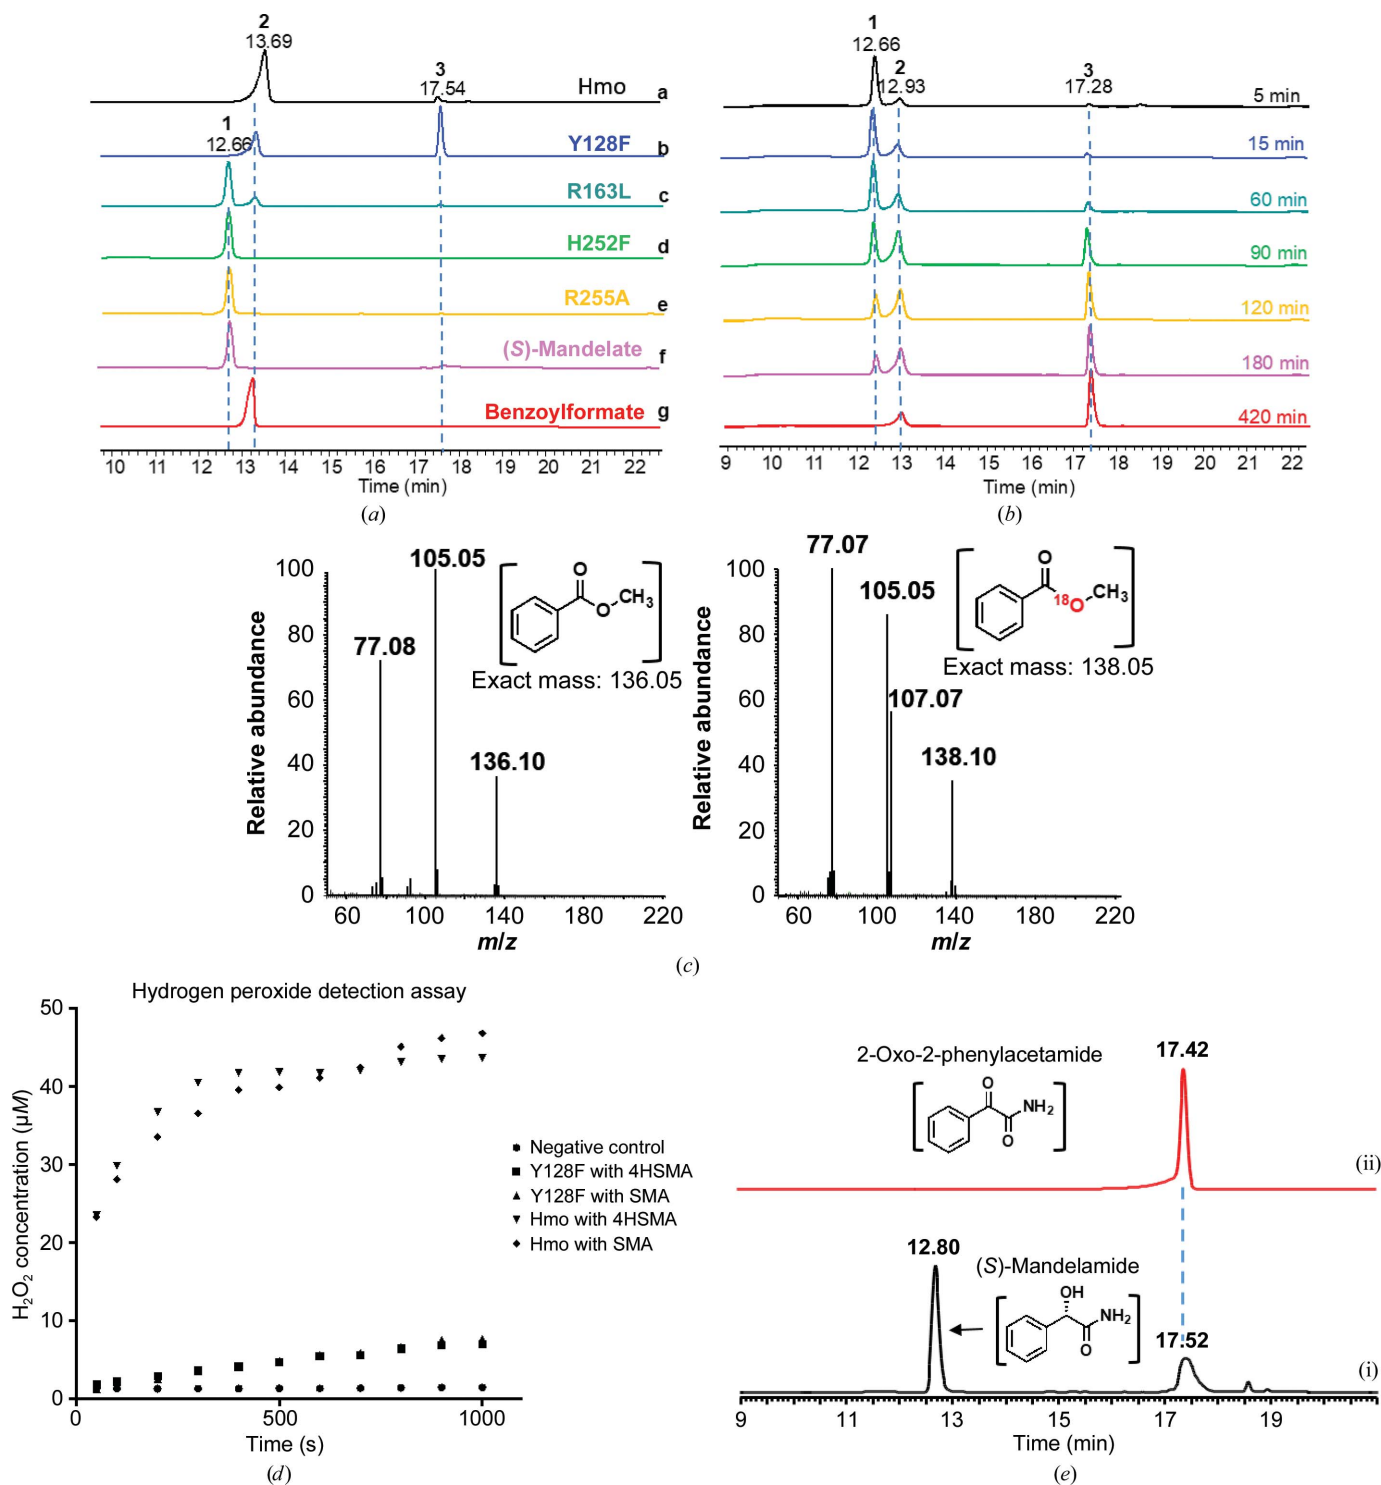 2
13.69
3
17.54
Hmo a
1
12.66
Y128F b
R163L c
H252F d
R255A e
(S)-Mandelate f
Benzoylformate g
10 11 12 13 14 15 16 17 18 19 20 21 22
Time (min)
(a)
1
12.66
2
12.93
3
17.28
5 min
15 min
60 min
90 min
120 min
180 min
420 min
9 10 11 12 13 14 15 16 17 18 19 20 21 22
Time (min)
(b)
Relative abundance
100
80
60
40
20
0
105.05
77.08
136.10
O
O
CH3
Exact mass: 136.05
60 100 140 180 220
m/z
Relative abundance
100
80
60
40
20
0
77.07
105.05
107.07
138.10
O
18O
CH3
Exact mass: 138.05
60 100 140 180 220
m/z
(c)
Hydrogen peroxide detection assay
H2O2 concentration (µM)
50
40
30
20
10
0
Negative control
Y128F with 4HSMA
Y128F with SMA
Hmo with 4HSMA
Hmo with SMA
0 500 1000
Time (s)
(d)
2-Oxo-2-phenylacetamide
17.42
O
NH2
O
(ii)
12.80
(S)-Mandelamide
OH
NH2
O
17.52
(i)
9 11 13 15 17 19
Time (min)
(e)